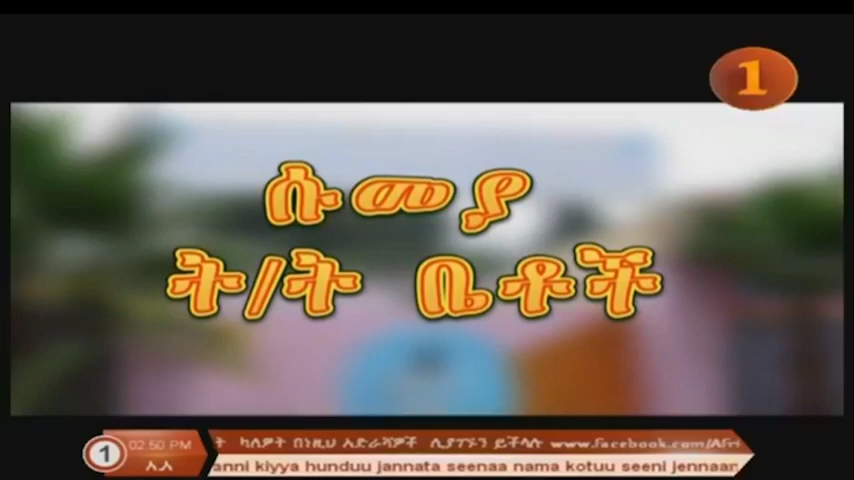 1
ሱመያ
ት/ት ቤቶች
1
02:50 PM
አ.አ
ት ካለዎት በነዚህ አድራሻዎች ሊያገኙን ይችላሉ www.facebook.com/Afri
anni kiyya hunduu jannata seenaa nama kotuu seeni jennaan